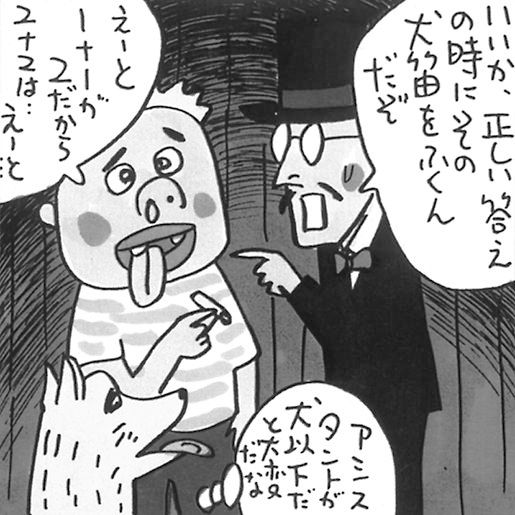 いいか、正しい答え
の時にその
犬笛をふくん
だぞ
えーと
1+1が
2だから
2+2は…えーと
アシス
タントが
犬以下だ
と大変
だな